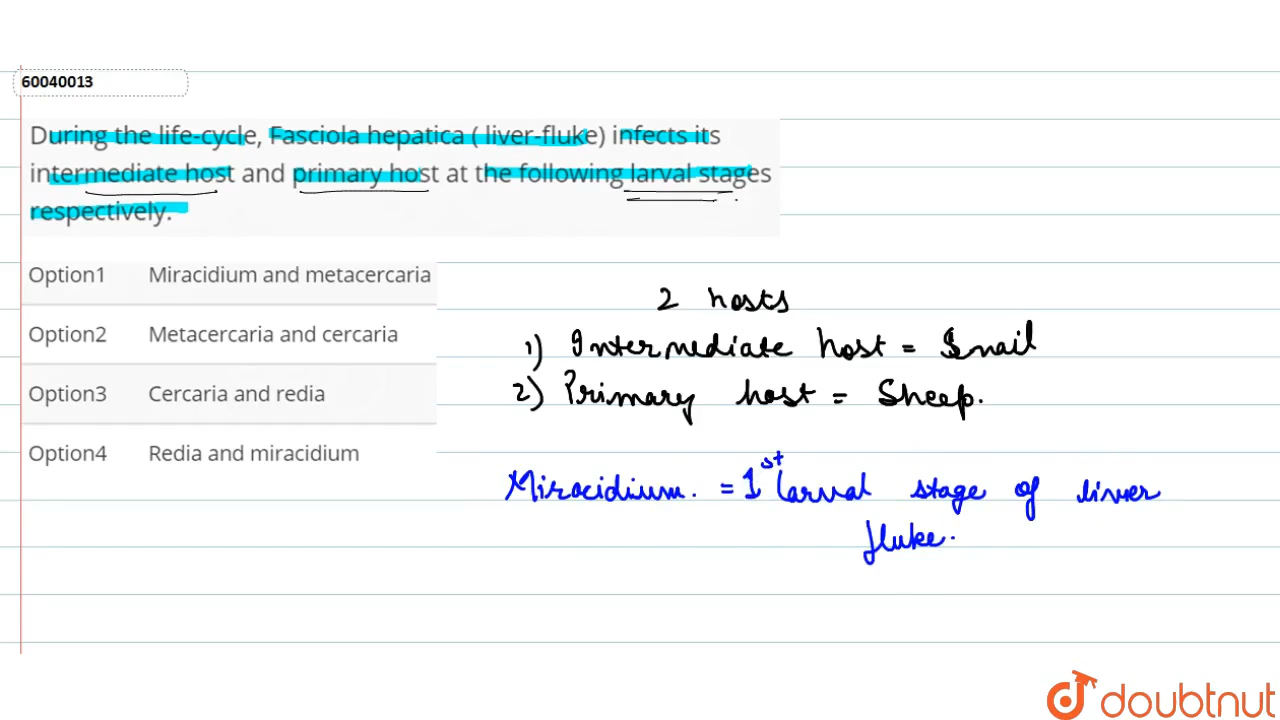 60040013
During the life-cycle, Fasciola hepatica ( liver-fluke) infects its
intermediate host and primary host at the following larval stages
respectively.
Option1 Miracidium and metacercaria
Option2 Metacercaria and cercaria
Option3 Cercaria and redia
Option4 Redia and miracidium
2 hosts
1) Intermediate host = Snail
2) Primary host = Sheep.
Miracidium. = 1st larval stage of liver
fluke.
doubtnut